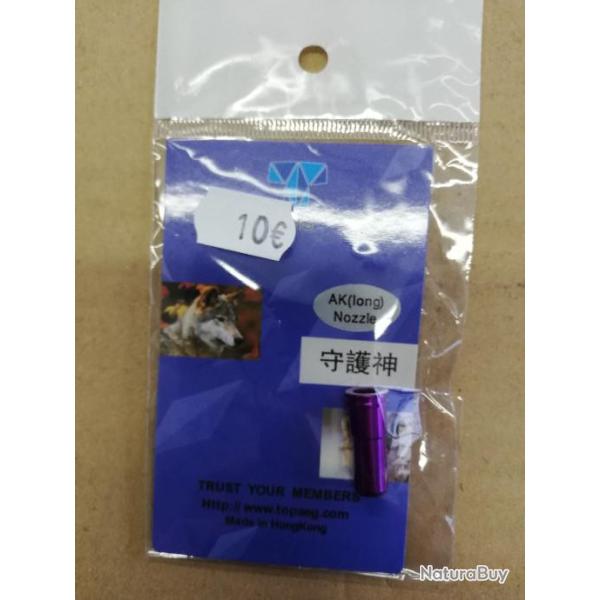 10€
AK(long)
Nozzle
守護神
TRUST YOUR MEMBERS
Http://www.topaeg.com
Made in HongKong
NaturaBuy